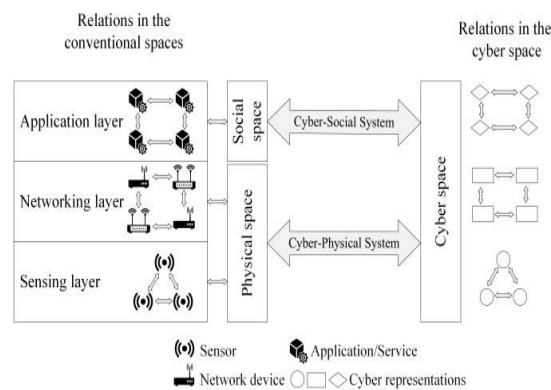 Relations in the
conventional spaces
Relations in the
cyber space
Application layer
Social
space
Cyber-Social System
Networking layer
Physical space
Cyber space
Cyber-Physical System
Sensing layer
Sensor
Application/Service
Network device
Cyber representations